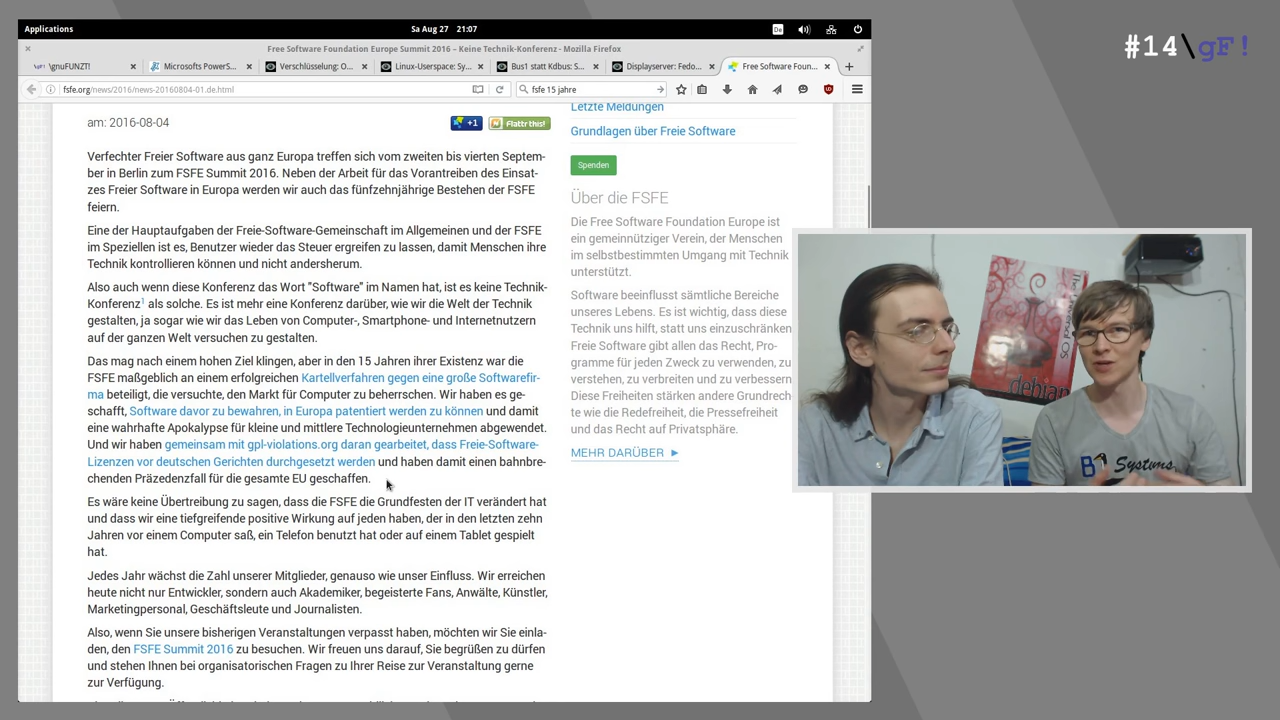 Applications
Sa Aug 27 21:07
De
#14\gF!
Free Software Foundation Europe Summit 2016 – Keine Technik-Konferenz - Mozilla Firefox
\gnuFUNZT!
Microsofts PowerS...
Verschlüsselung: O...
Linux-Userspace: Sy...
Bus1 statt Kdbus: S...
Displayserver: Fedo...
Free Software Foun...
fsfe.org/news/2016/news-20160804-01.de.html
fsfe 15 jahre
am: 2016-08-04
+1
Flattr this!
Verfechter Freier Software aus ganz Europa treffen sich vom zweiten bis vierten Septem-
ber in Berlin zum FSFE Summit 2016. Neben der Arbeit für das Vorantreiben des Einsat-
zes Freier Software in Europa werden wir auch das fünfzehnjährige Bestehen der FSFE
feiern.
Eine der Hauptaufgaben der Freie-Software-Gemeinschaft im Allgemeinen und der FSFE
im Speziellen ist es, Benutzer wieder das Steuer ergreifen zu lassen, damit Menschen ihre
Technik kontrollieren können und nicht andersherum.
Also auch wenn diese Konferenz das Wort "Software" im Namen hat, ist es keine Technik-
Konferenz1 als solche. Es ist mehr eine Konferenz darüber, wie wir die Welt der Technik
gestalten, ja sogar wie wir das Leben von Computer-, Smartphone- und Internetnutzern
auf der ganzen Welt versuchen zu gestalten.
Das mag nach einem hohen Ziel klingen, aber in den 15 Jahren ihrer Existenz war die
FSFE maßgeblich an einem erfolgreichen Kartellverfahren gegen eine große Softwarefir-
ma beteiligt, die versuchte, den Markt für Computer zu beherrschen. Wir haben es ge-
schafft, Software davor zu bewahren, in Europa patentiert werden zu können und damit
eine wahrhafte Apokalypse für kleine und mittlere Technologieunternehmen abgewendet.
Und wir haben gemeinsam mit gpl-violations.org daran gearbeitet, dass Freie-Software-
Lizenzen vor deutschen Gerichten durchgesetzt werden und haben damit einen bahnbre-
chenden Präzedenzfall für die gesamte EU geschaffen.
Es wäre keine Übertreibung zu sagen, dass die FSFE die Grundfesten der IT verändert hat
und dass wir eine tiefgreifende positive Wirkung auf jeden haben, der in den letzten zehn
Jahren vor einem Computer saß, ein Telefon benutzt hat oder auf einem Tablet gespielt
hat.
Jedes Jahr wächst die Zahl unserer Mitglieder, genauso wie unser Einfluss. Wir erreichen
heute nicht nur Entwickler, sondern auch Akademiker, begeisterte Fans, Anwälte, Künstler,
Marketingpersonal, Geschäftsleute und Journalisten.
Also, wenn Sie unsere bisherigen Veranstaltungen verpasst haben, möchten wir Sie einla-
den, den FSFE Summit 2016 zu besuchen. Wir freuen uns darauf, Sie begrüßen zu dürfen
und stehen Ihnen bei organisatorischen Fragen zu Ihrer Reise zur Veranstaltung gerne
zur Verfügung.
Letzte Meldungen
Grundlagen über Freie Software
Spenden
Über die FSFE
Die Free Software Foundation Europe ist
ein gemeinnütziger Verein, der Menschen
im selbstbestimmten Umgang mit Technik
unterstützt.
Software beeinflusst sämtliche Bereiche
unseres Lebens. Es ist wichtig, dass diese
Technik uns hilft, statt uns einzuschränken
Freie Software gibt allen das Recht, Pro-
gramme für jeden Zweck zu verwenden, zu
verstehen, zu verbreiten und zu verbessern
Diese Freiheiten stärken andere Grundrech
te wie die Redefreiheit, die Pressefreiheit
und das Recht auf Privatsphäre.
MEHR DARÜBER
debian
B1 Systems